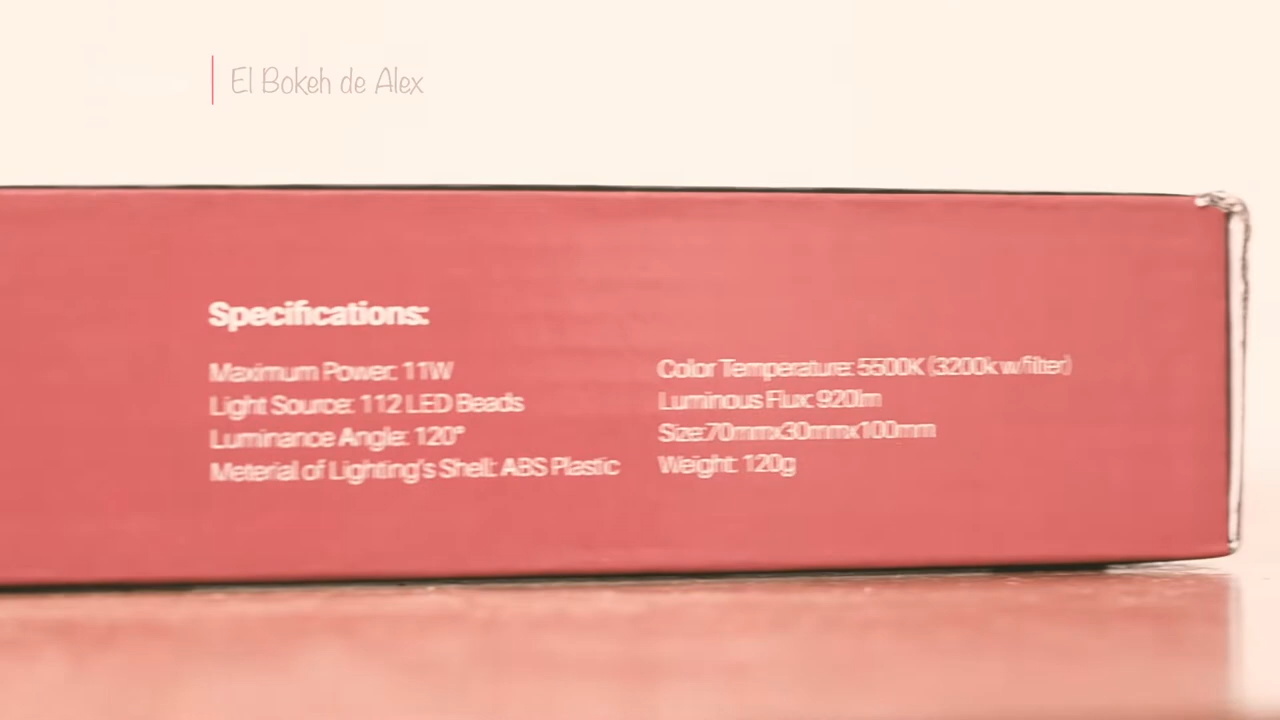 El Bokeh de Alex
Specifications:
Maximum Power: 11W
Light Source: 112 LED Beads
Luminance Angle: 120°
Meterial of Lighting's Shell: ABS Plastic
Color Temperature: 5500K (3200k w/filter)
Luminous Flux: 920lm
Size:70mmx30mmx100mm
Weight: 120g